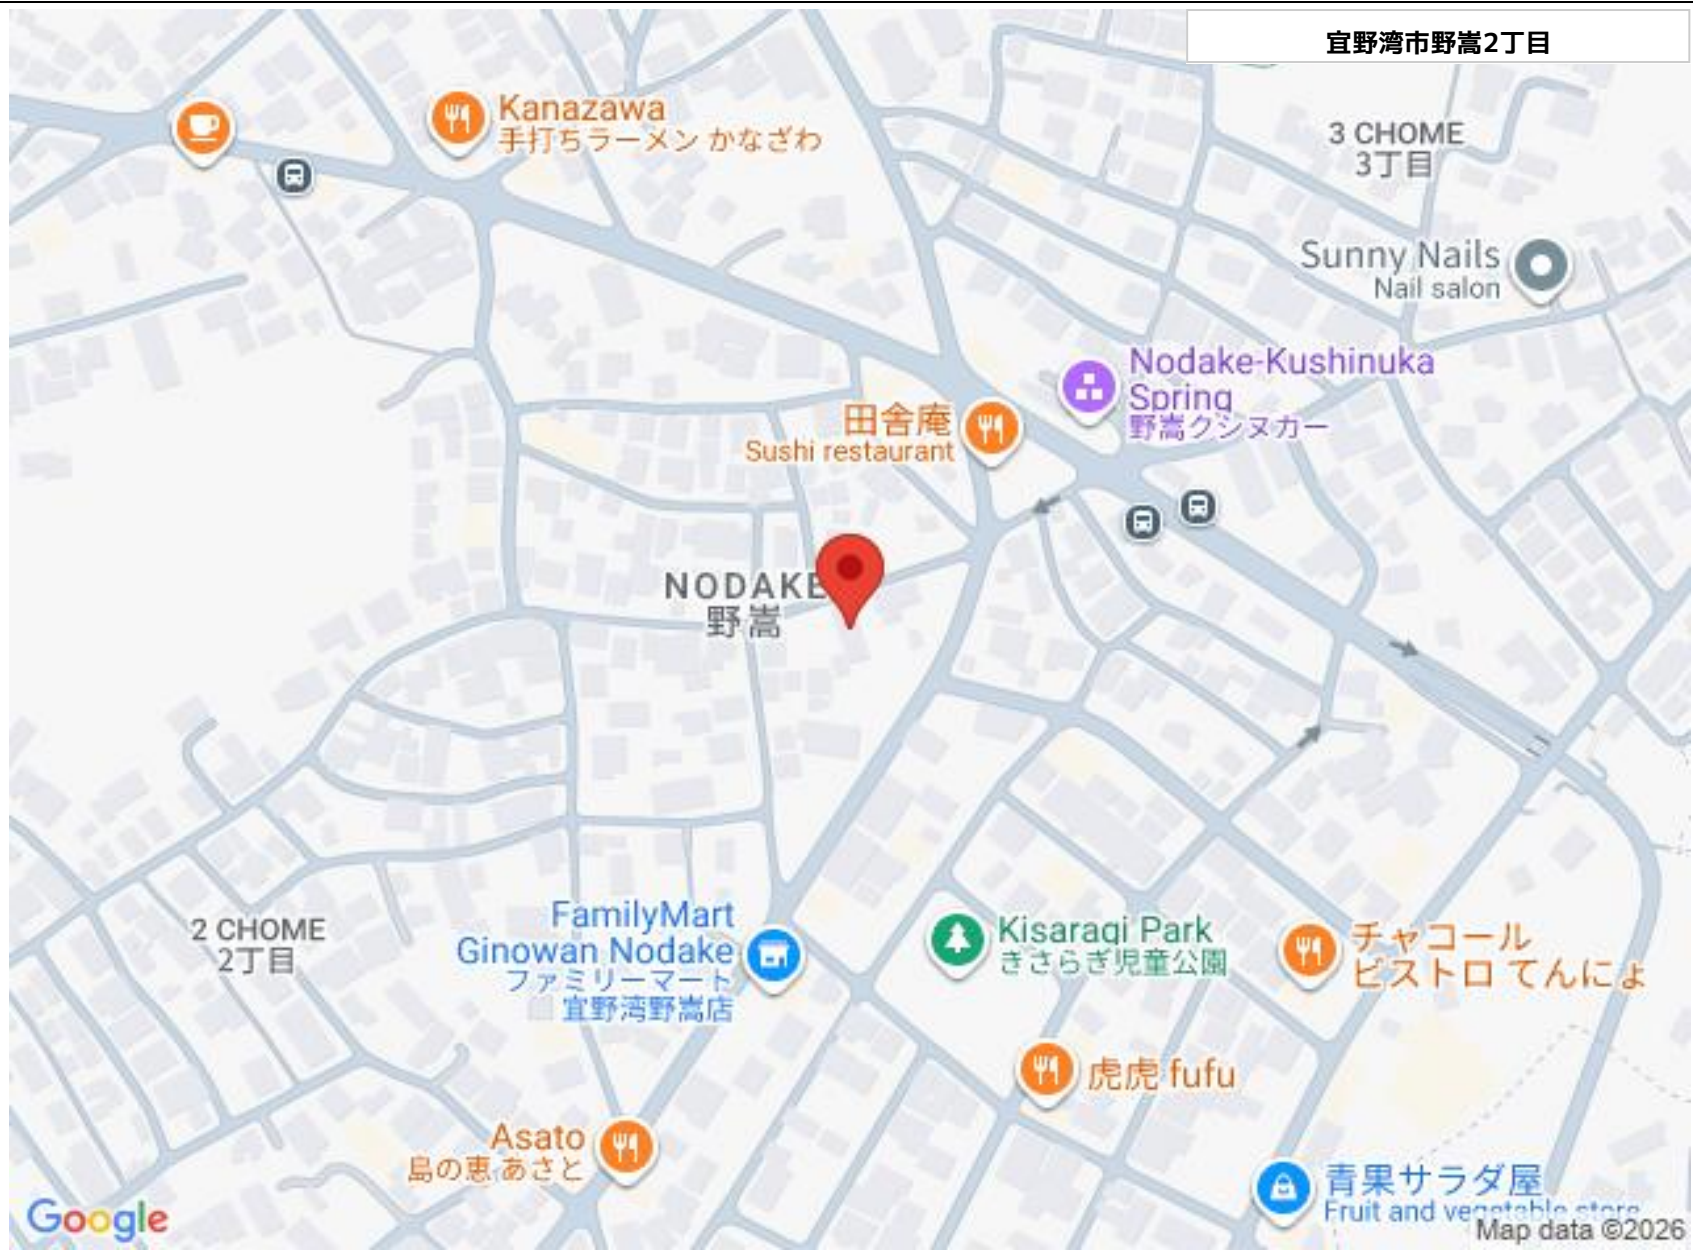 宜野湾市野嵩2丁目
Kanazawa
手打ちラーメン かなざわ
3 CHOME
3丁目
Sunny Nails
Nail salon
Nodake-Kushinuka
Spring
野嵩クシヌカー
田舎庵
Sushi restaurant
NODAKE
野嵩
2 CHOME
2丁目
FamilyMart
Ginowan Nodake
ファミリーマート
宜野湾野嵩店
Kisaragi Park
きさらぎ児童公園
チャコール
ビストロ てんにょ
虎虎 fufu
Asato
島の恵 あさと
青果サラダ屋
Fruit and vegetable store
Google
Map data ©2026